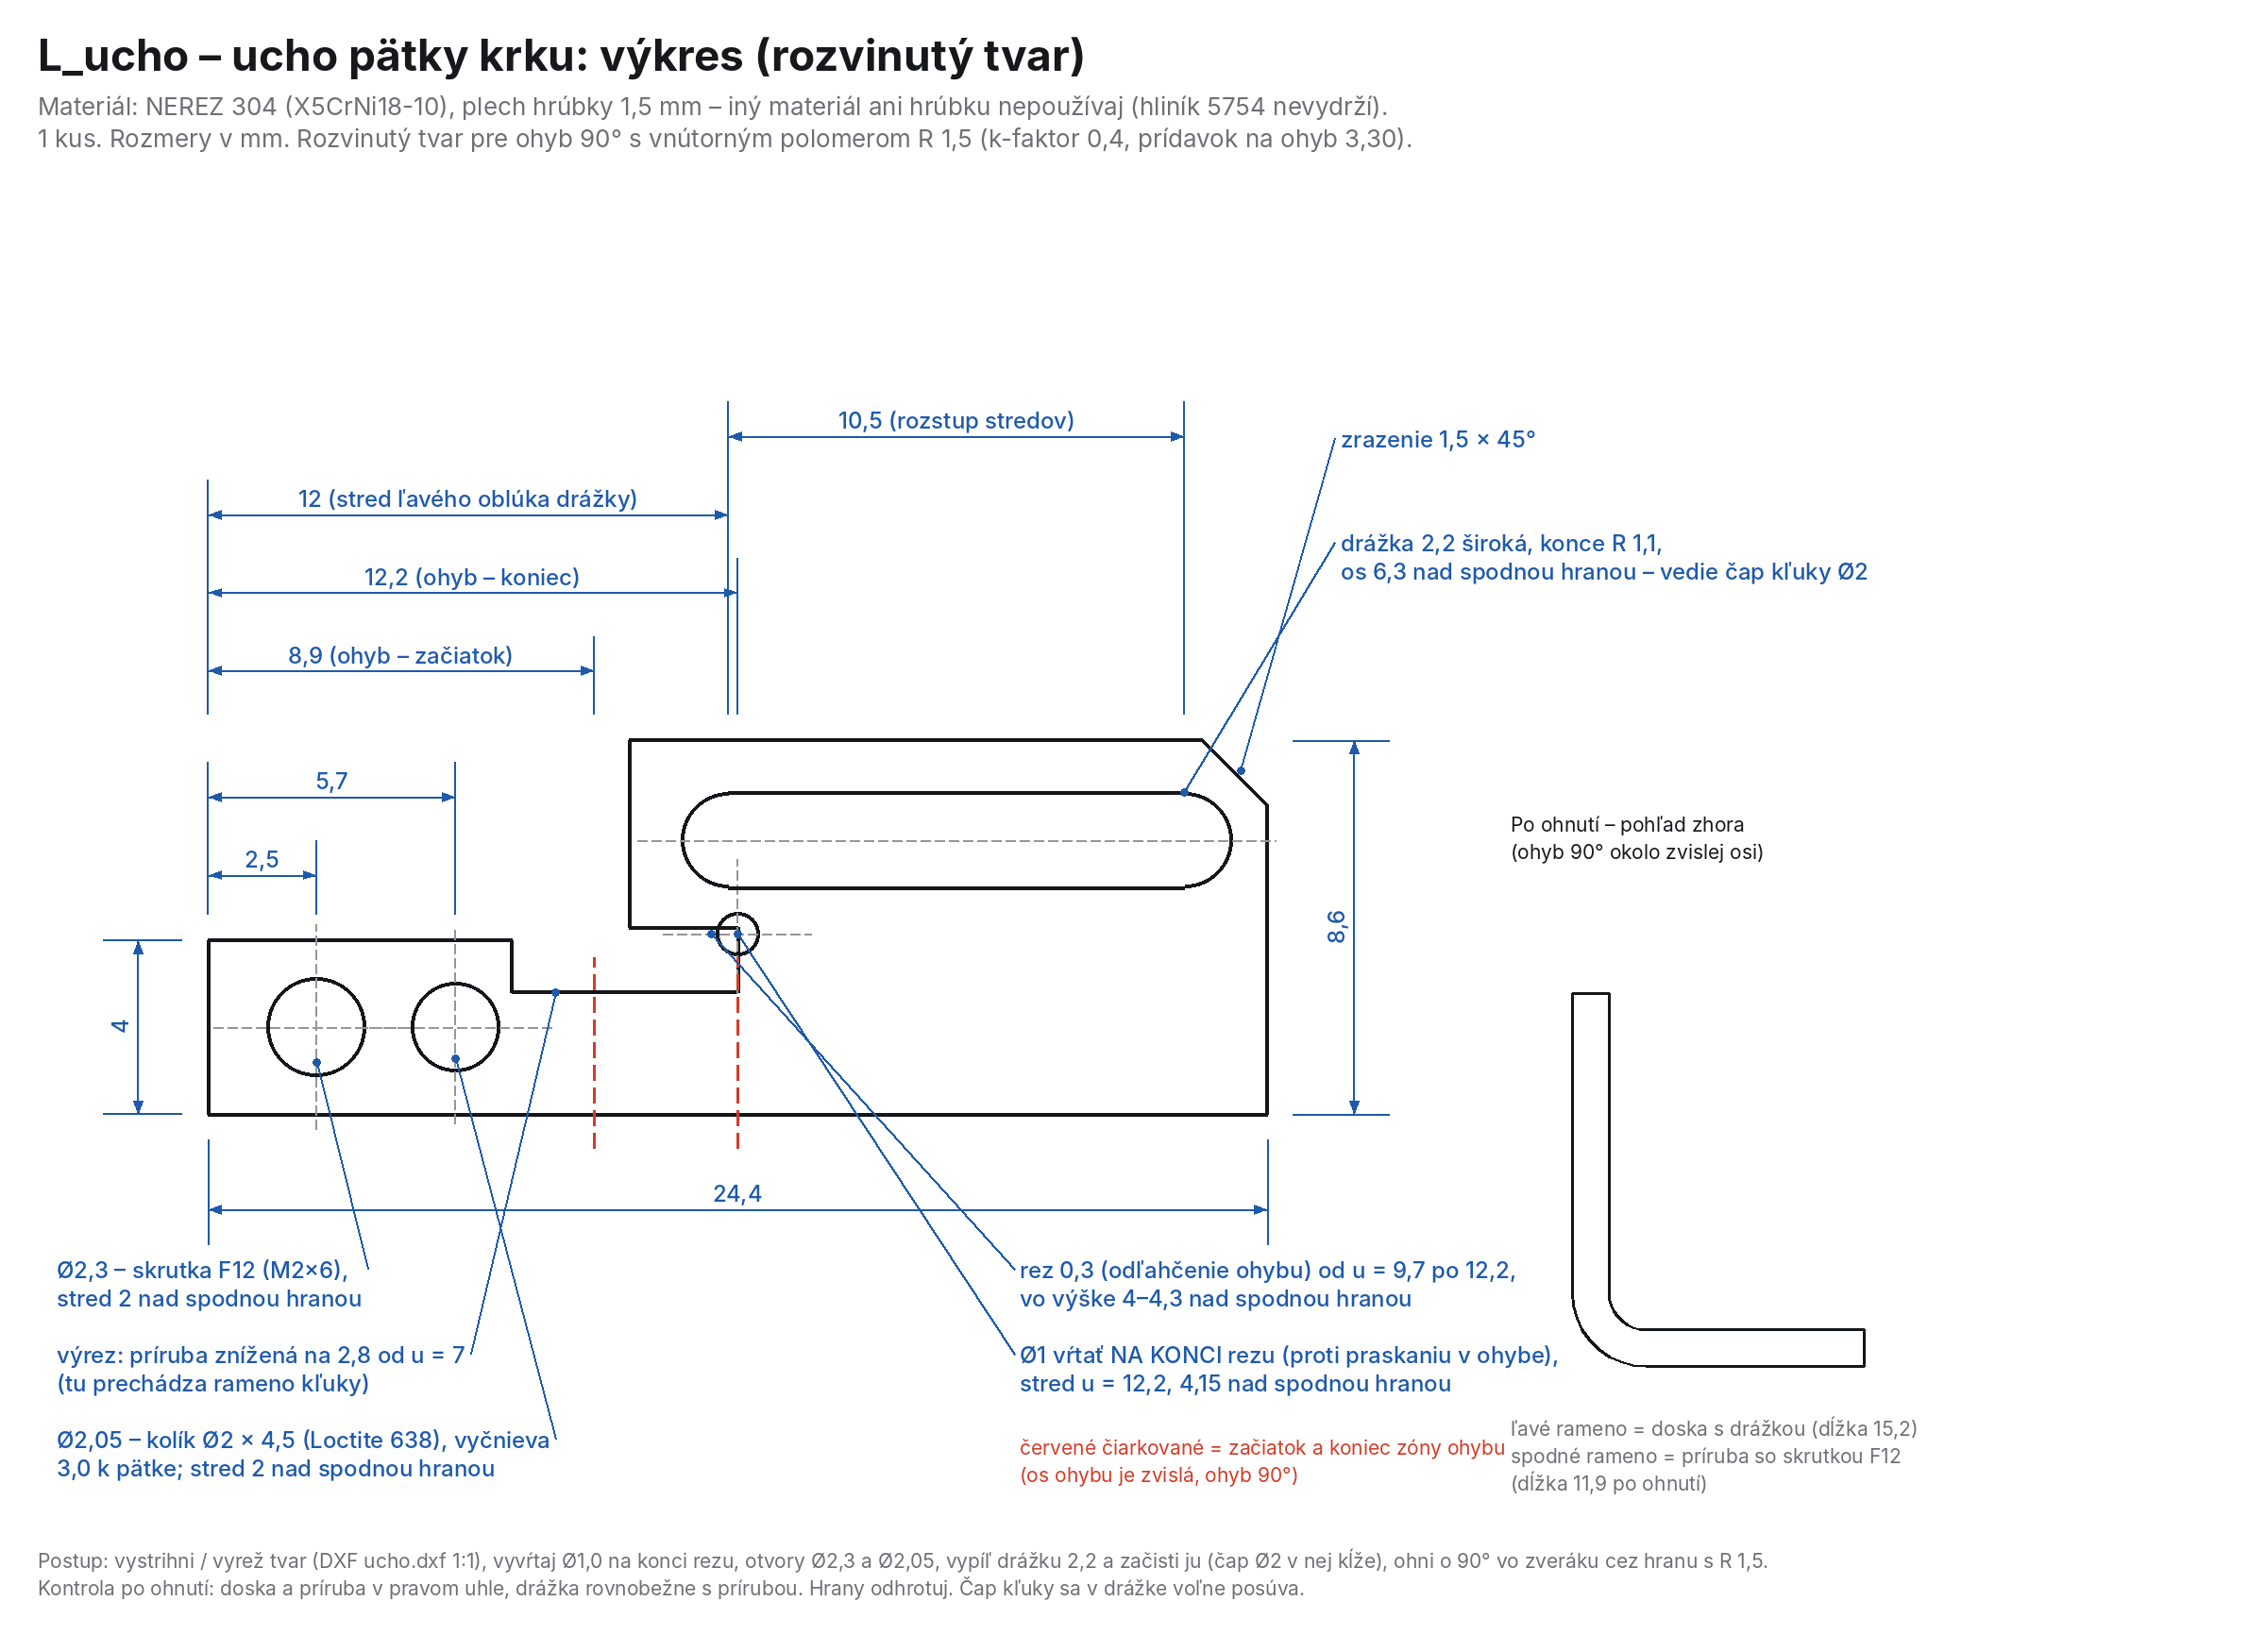 L_ucho – ucho pätky krku: výkres (rozvinutý tvar)
Materiál: NEREZ 304 (X5CrNi18-10), plech hrúbky 1,5 mm – iný materiál ani hrúbku nepoužívaj (hliník 5754 nevydrží).
1 kus. Rozmery v mm. Rozvinutý tvar pre ohyb 90° s vnútorným polomerom R 1,5 (k-faktor 0,4, prídavok na ohyb 3,30).
10,5 (rozstup stredov)
zrazenie 1,5 × 45°
12 (stred ľavého oblúka drážky)
drážka 2,2 široká, konce R 1,1,
os 6,3 nad spodnou hranou – vedie čap kľuky Ø2
12,2 (ohyb – koniec)
8,9 (ohyb – začiatok)
5,7
2,5
4
8,6
Po ohnutí – pohľad zhora
(ohyb 90° okolo zvislej osi)
24,4
Ø2,3 – skrutka F12 (M2×6),
stred 2 nad spodnou hranou
výrez: príruba znížená na 2,8 od u = 7
(tu prechádza rameno kľuky)
Ø2,05 – kolík Ø2 × 4,5 (Loctite 638), vyčnieva
3,0 k pätke; stred 2 nad spodnou hranou
rez 0,3 (odľahčenie ohybu) od u = 9,7 po 12,2,
vo výške 4–4,3 nad spodnou hranou
Ø1 vŕtať NA KONCI rezu (proti praskaniu v ohybe),
stred u = 12,2, 4,15 nad spodnou hranou
červené čiarkované = začiatok a koniec zóny ohybu
(os ohybu je zvislá, ohyb 90°)
ľavé rameno = doska s drážkou (dĺžka 15,2)
spodné rameno = príruba so skrutkou F12
(dĺžka 11,9 po ohnutí)
Postup: vystrihni / vyrež tvar (DXF ucho.dxf 1:1), vyvŕtaj Ø1,0 na konci rezu, otvory Ø2,3 a Ø2,05, vypíľ drážku 2,2 a začisti ju (čap Ø2 v nej kĺže), ohni o 90° vo zveráku cez hranu s R 1,5.
Kontrola po ohnutí: doska a príruba v pravom uhle, drážka rovnobežne s prírubou. Hrany odhrotuj. Čap kľuky sa v drážke voľne posúva.